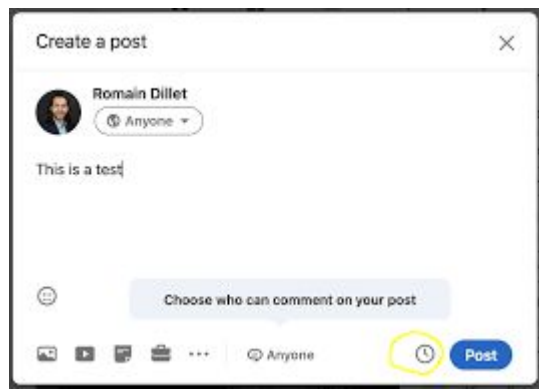 Create a post
Romain Dillet
Anyone
This is a test
Choose who can comment on your post
Anyone
Post